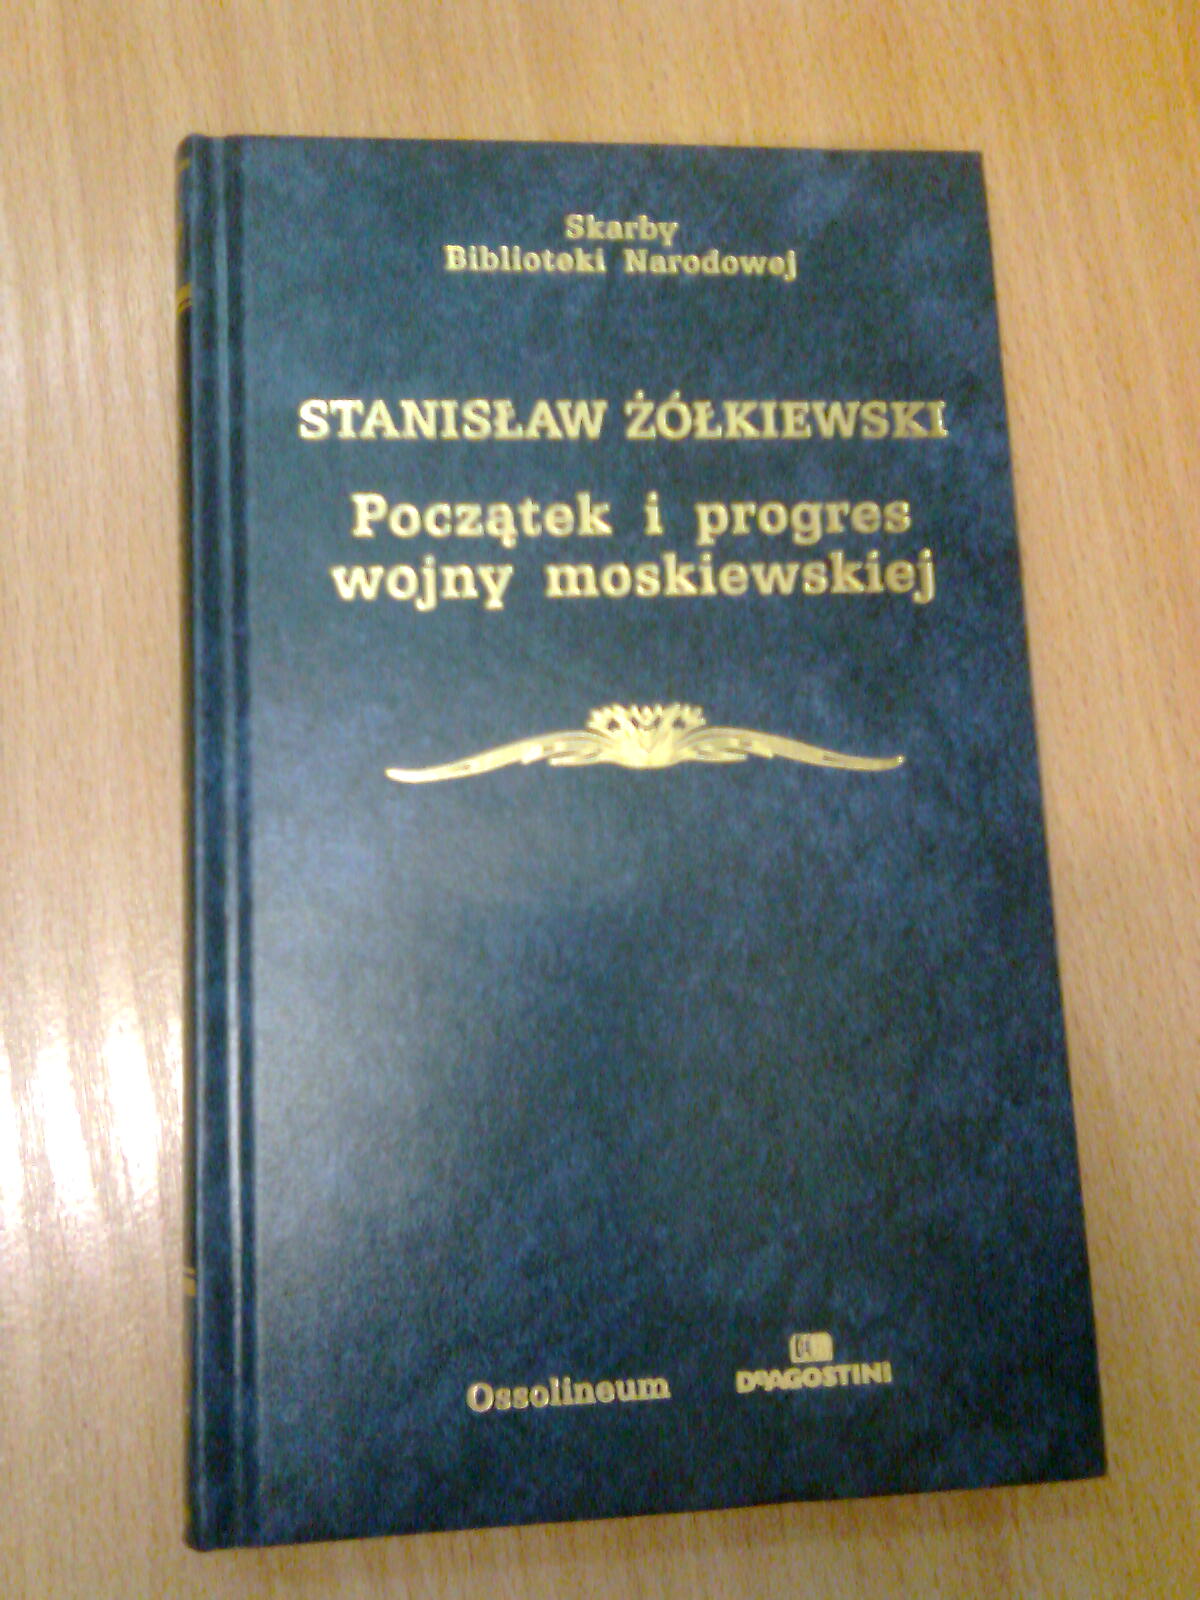 Skarby
Biblioteki Narodowej
STANISŁAW ŻÓŁKIEWSKI
Początek i progres
wojny moskiewskiej
Ossolineum
DeAGOSTINI